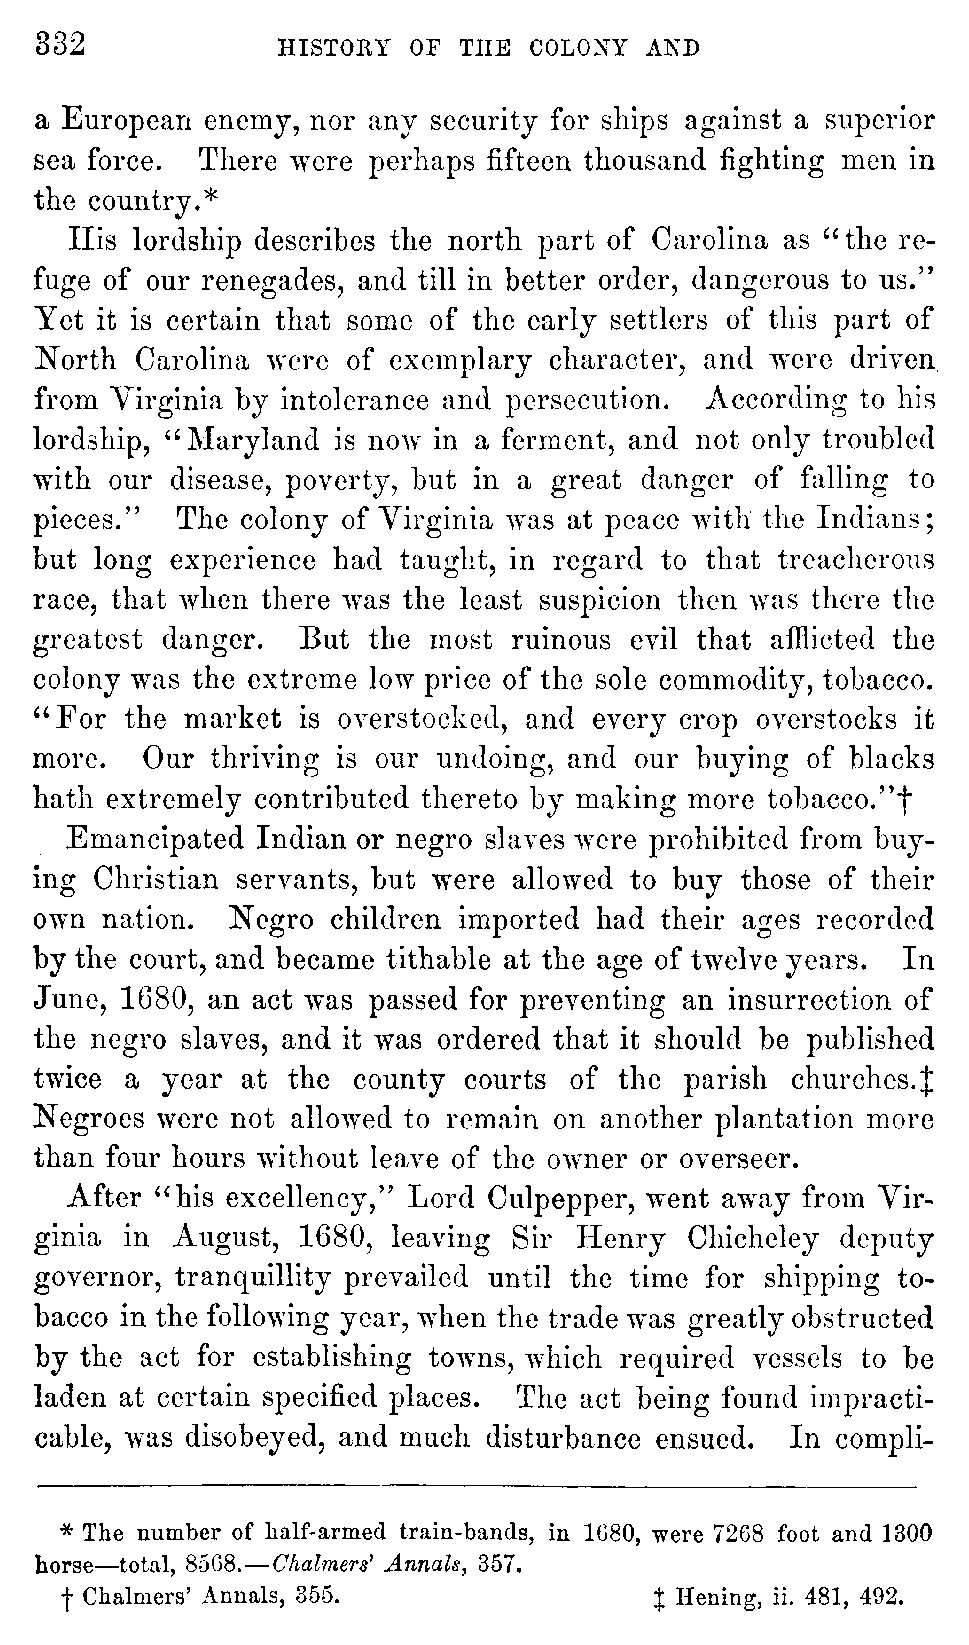 332 HISTORY OF THE COLONY AND
a European enemy, nor any security for ships against a superior
sea force. There were perhaps fifteen thousand fighting men in
the country.*
His lordship describes the north part of Carolina as "the re-
fuge of our renegades, and till in better order, dangerous to us."
Yet it is certain that some of the early settlers of this part of
North Carolina were of exemplary character, and were driven
from Virginia by intolerance and persecution. According to his
lordship, "Maryland is now in a ferment, and not only troubled
with our disease, poverty, but in a great danger of falling to
pieces." The colony of Virginia was at peace with the Indians;
but long experience had taught, in regard to that treacherous
race, that when there was the least suspicion then was there the
greatest danger. But the most ruinous evil that afflicted the
colony was the extreme low price of the sole commodity, tobacco.
"For the market is overstocked, and every crop overstocks it
more. Our thriving is our undoing, and our buying of blacks
hath extremely contributed thereto by making more tobacco."†
Emancipated Indian or negro slaves were prohibited from buy-
ing Christian servants, but were allowed to buy those of their
own nation. Negro children imported had their ages recorded
by the court, and became tithable at the age of twelve years. In
June, 1680, an act was passed for preventing an insurrection of
the negro slaves, and it was ordered that it should be published
twice a year at the county courts of the parish churches.‡
Negroes were not allowed to remain on another plantation more
than four hours without leave of the owner or overseer.
After "his excellency," Lord Culpepper, went away from Vir-
ginia in August, 1680, leaving Sir Henry Chicheley deputy
governor, tranquillity prevailed until the time for shipping to-
bacco in the following year, when the trade was greatly obstructed
by the act for establishing towns, which required vessels to be
laden at certain specified places. The act being found impracti-
cable, was disobeyed, and much disturbance ensued. In compli-
* The number of half-armed train-bands, in 1680, were 7268 foot and 1300
horse—total, 8568.—Chalmers' Annals, 357.
† Chalmers' Annals, 355. ‡ Hening, ii. 481, 492.